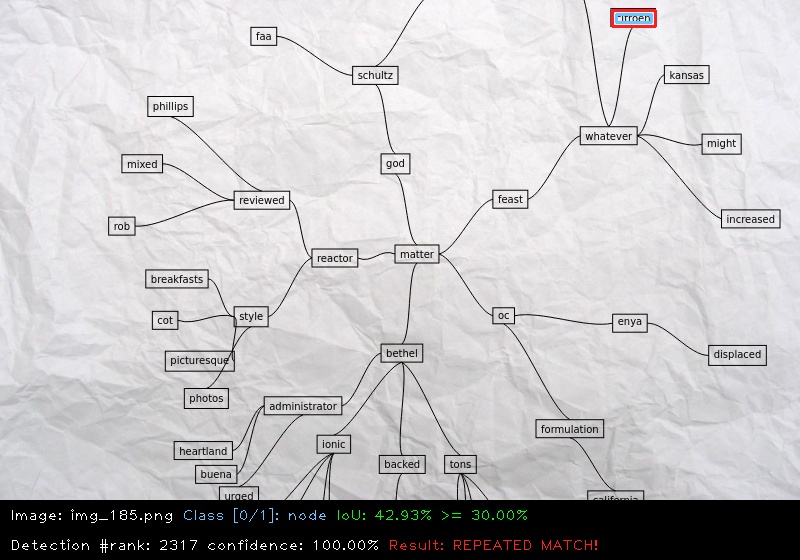 citroen
faa
schultz
kansas
phillips
whatever
might
mixed
god
reviewed
feast
increased
rob
reactor
matter
breakfasts
style
oc
enya
cot
picturesque
bethel
displaced
photos
administrator
formulation
heartland
ionic
buena
backed
tons
urged
california
Image: img_185.png Class [0/1]: node IoU: 42.93% >= 30.00%
Detection #rank: 2317 confidence: 100.00% Result: REPEATED MATCH!